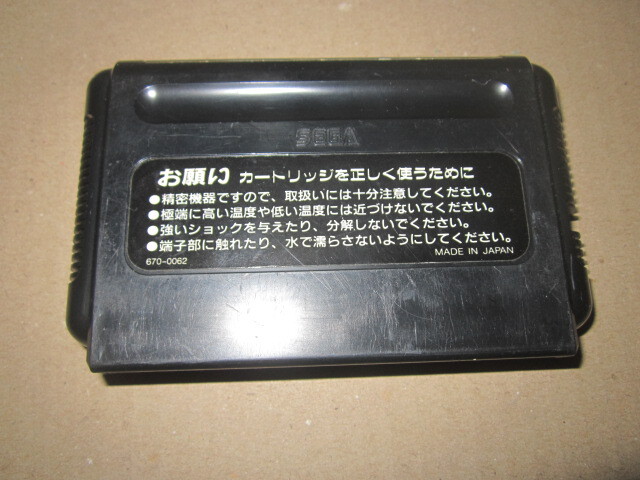 SEGA
お願い カートリッジを正しく使うために
●精密機器ですので、取扱いには十分注意してください。
●極端に高い温度や低い温度には近づけないでください。
●強いショックを与えたり、分解しないでください。
●端子部に触れたり、水で濡らさないようにしてください。
670-0062 MADE IN JAPAN